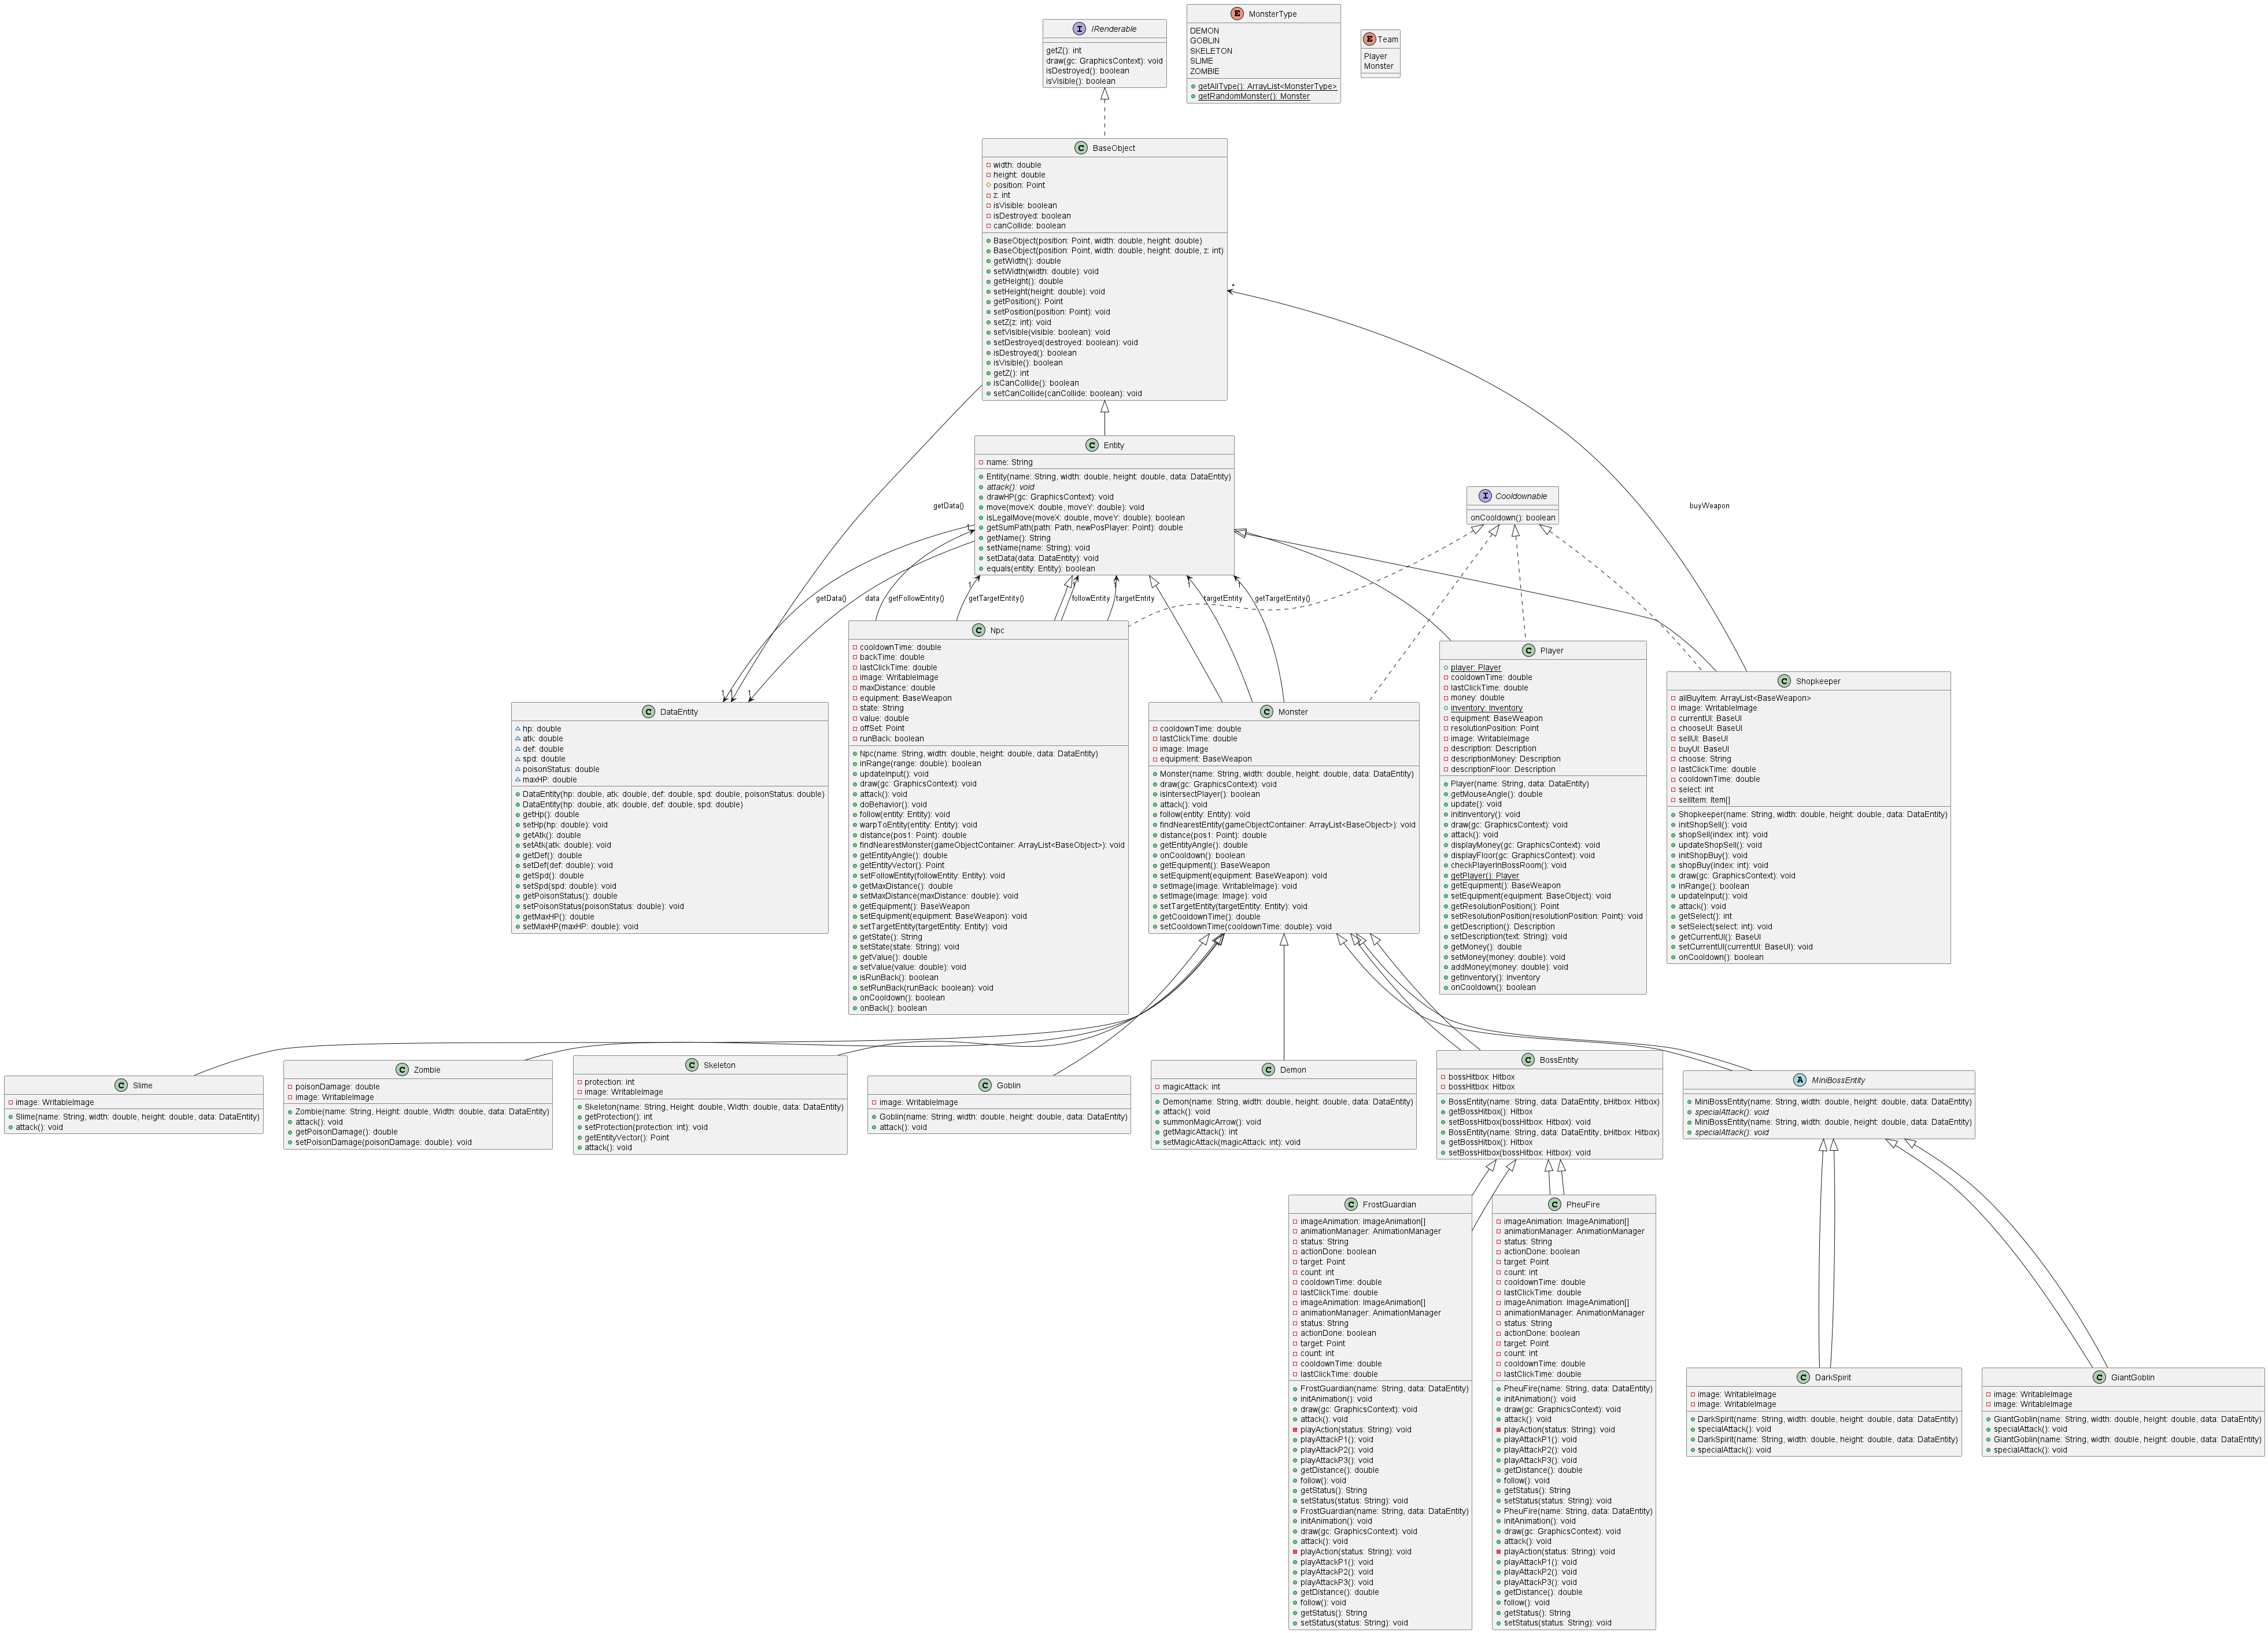 IRenderable
getZ(): int
draw(gc: GraphicsContext): void
isDestroyed(): boolean
isVisible(): boolean
MonsterType
DEMON
GOBLIN
SKELETON
SLIME
ZOMBIE
getAllType(): ArrayList<MonsterType>
getRandomMonster(): Monster
Team
Player
Monster
BaseObject
width: double
height: double
position: Point
z: int
isVisible: boolean
isDestroyed: boolean
canCollide: boolean
BaseObject(position: Point, width: double, height: double)
BaseObject(position: Point, width: double, height: double, z: int)
getWidth(): double
setWidth(width: double): void
getHeight(): double
setHeight(height: double): void
getPosition(): Point
setPosition(position: Point): void
setZ(z: int): void
setVisible(visible: boolean): void
setDestroyed(destroyed: boolean): void
isDestroyed(): boolean
isVisible(): boolean
getZ(): int
isCanCollide(): boolean
setCanCollide(canCollide: boolean): void
*
Entity
name: String
Entity(name: String, width: double, height: double, data: DataEntity)
attack(): void
drawHP(gc: GraphicsContext): void
move(moveX: double, moveY: double): void
isLegalMove(moveX: double, moveY: double): boolean
getSumPath(path: Path, newPosPlayer: Point): double
getName(): String
setName(name: String): void
setData(data: DataEntity): void
equals(entity: Entity): boolean
Cooldownable
onCooldown(): boolean
getData()
buyWeapon
1
1
1
1
1
1
getData()
data
getFollowEntity()
getTargetEntity()
followEntity
targetEntity
targetEntity
getTargetEntity()
1
1
1
DataEntity
hp: double
atk: double
def: double
spd: double
poisonStatus: double
maxHP: double
DataEntity(hp: double, atk: double, def: double, spd: double, poisonStatus: double)
DataEntity(hp: double, atk: double, def: double, spd: double)
getHp(): double
setHp(hp: double): void
getAtk(): double
setAtk(atk: double): void
getDef(): double
setDef(def: double): void
getSpd(): double
setSpd(spd: double): void
getPoisonStatus(): double
setPoisonStatus(poisonStatus: double): void
getMaxHP(): double
setMaxHP(maxHP: double): void
Npc
cooldownTime: double
backTime: double
lastClickTime: double
image: WritableImage
maxDistance: double
equipment: BaseWeapon
state: String
value: double
offSet: Point
runBack: boolean
Npc(name: String, width: double, height: double, data: DataEntity)
inRange(range: double): boolean
updateInput(): void
draw(gc: GraphicsContext): void
attack(): void
doBehavior(): void
follow(entity: Entity): void
warpToEntity(entity: Entity): void
distance(pos1: Point): double
findNearestMonster(gameObjectContainer: ArrayList<BaseObject>): void
getEntityAngle(): double
getEntityVector(): Point
setFollowEntity(followEntity: Entity): void
getMaxDistance(): double
setMaxDistance(maxDistance: double): void
getEquipment(): BaseWeapon
setEquipment(equipment: BaseWeapon): void
setTargetEntity(targetEntity: Entity): void
getState(): String
setState(state: String): void
getValue(): double
setValue(value: double): void
isRunBack(): boolean
setRunBack(runBack: boolean): void
onCooldown(): boolean
onBack(): boolean
Monster
cooldownTime: double
lastClickTime: double
image: Image
equipment: BaseWeapon
Monster(name: String, width: double, height: double, data: DataEntity)
draw(gc: GraphicsContext): void
isIntersectPlayer(): boolean
attack(): void
follow(entity: Entity): void
findNearestEntity(gameObjectContainer: ArrayList<BaseObject>): void
distance(pos1: Point): double
getEntityAngle(): double
onCooldown(): boolean
getEquipment(): BaseWeapon
setEquipment(equipment: BaseWeapon): void
setImage(image: WritableImage): void
setImage(image: Image): void
setTargetEntity(targetEntity: Entity): void
getCooldownTime(): double
setCooldownTime(cooldownTime: double): void
Player
player: Player
cooldownTime: double
lastClickTime: double
money: double
inventory: Inventory
equipment: BaseWeapon
resolutionPosition: Point
image: WritableImage
description: Description
descriptionMoney: Description
descriptionFloor: Description
Player(name: String, data: DataEntity)
getMouseAngle(): double
update(): void
initInventory(): void
draw(gc: GraphicsContext): void
attack(): void
displayMoney(gc: GraphicsContext): void
displayFloor(gc: GraphicsContext): void
checkPlayerInBossRoom(): void
getPlayer(): Player
getEquipment(): BaseWeapon
setEquipment(equipment: BaseObject): void
getResolutionPosition(): Point
setResolutionPosition(resolutionPosition: Point): void
getDescription(): Description
setDescription(text: String): void
getMoney(): double
setMoney(money: double): void
addMoney(money: double): void
getInventory(): Inventory
onCooldown(): boolean
Shopkeeper
allBuyItem: ArrayList<BaseWeapon>
image: WritableImage
currentUI: BaseUI
chooseUI: BaseUI
sellUI: BaseUI
buyUI: BaseUI
choose: String
lastClickTime: double
cooldownTime: double
select: int
sellItem: Item[]
Shopkeeper(name: String, width: double, height: double, data: DataEntity)
initShopSell(): void
shopSell(index: int): void
updateShopSell(): void
initShopBuy(): void
shopBuy(index: int): void
draw(gc: GraphicsContext): void
inRange(): boolean
updateInput(): void
attack(): void
getSelect(): int
setSelect(select: int): void
getCurrentUI(): BaseUI
setCurrentUI(currentUI: BaseUI): void
onCooldown(): boolean
Slime
image: WritableImage
Slime(name: String, width: double, height: double, data: DataEntity)
attack(): void
Zombie
poisonDamage: double
image: WritableImage
Zombie(name: String, Height: double, Width: double, data: DataEntity)
attack(): void
getPoisonDamage(): double
setPoisonDamage(poisonDamage: double): void
Skeleton
protection: int
image: WritableImage
Skeleton(name: String, Height: double, Width: double, data: DataEntity)
getProtection(): int
setProtection(protection: int): void
getEntityVector(): Point
attack(): void
Goblin
image: WritableImage
Goblin(name: String, width: double, height: double, data: DataEntity)
attack(): void
Demon
magicAttack: int
Demon(name: String, width: double, height: double, data: DataEntity)
attack(): void
summonMagicArrow(): void
getMagicAttack(): int
setMagicAttack(magicAttack: int): void
BossEntity
bossHitbox: Hitbox
bossHitbox: Hitbox
BossEntity(name: String, data: DataEntity, bHitbox: Hitbox)
getBossHitbox(): Hitbox
setBossHitbox(bossHitbox: Hitbox): void
BossEntity(name: String, data: DataEntity, bHitbox: Hitbox)
getBossHitbox(): Hitbox
setBossHitbox(bossHitbox: Hitbox): void
MiniBossEntity
MiniBossEntity(name: String, width: double, height: double, data: DataEntity)
specialAttack(): void
MiniBossEntity(name: String, width: double, height: double, data: DataEntity)
specialAttack(): void
FrostGuardian
imageAnimation: ImageAnimation[]
animationManager: AnimationManager
status: String
actionDone: boolean
target: Point
count: int
cooldownTime: double
lastClickTime: double
imageAnimation: ImageAnimation[]
animationManager: AnimationManager
status: String
actionDone: boolean
target: Point
count: int
cooldownTime: double
lastClickTime: double
FrostGuardian(name: String, data: DataEntity)
initAnimation(): void
draw(gc: GraphicsContext): void
attack(): void
playAction(status: String): void
playAttackP1(): void
playAttackP2(): void
playAttackP3(): void
getDistance(): double
follow(): void
getStatus(): String
setStatus(status: String): void
FrostGuardian(name: String, data: DataEntity)
initAnimation(): void
draw(gc: GraphicsContext): void
attack(): void
playAction(status: String): void
playAttackP1(): void
playAttackP2(): void
playAttackP3(): void
getDistance(): double
follow(): void
getStatus(): String
setStatus(status: String): void
PheuFire
imageAnimation: ImageAnimation[]
animationManager: AnimationManager
status: String
actionDone: boolean
target: Point
count: int
cooldownTime: double
lastClickTime: double
imageAnimation: ImageAnimation[]
animationManager: AnimationManager
status: String
actionDone: boolean
target: Point
count: int
cooldownTime: double
lastClickTime: double
PheuFire(name: String, data: DataEntity)
initAnimation(): void
draw(gc: GraphicsContext): void
attack(): void
playAction(status: String): void
playAttackP1(): void
playAttackP2(): void
playAttackP3(): void
getDistance(): double
follow(): void
getStatus(): String
setStatus(status: String): void
PheuFire(name: String, data: DataEntity)
initAnimation(): void
draw(gc: GraphicsContext): void
attack(): void
playAction(status: String): void
playAttackP1(): void
playAttackP2(): void
playAttackP3(): void
getDistance(): double
follow(): void
getStatus(): String
setStatus(status: String): void
DarkSpirit
image: WritableImage
image: WritableImage
DarkSpirit(name: String, width: double, height: double, data: DataEntity)
specialAttack(): void
DarkSpirit(name: String, width: double, height: double, data: DataEntity)
specialAttack(): void
GiantGoblin
image: WritableImage
image: WritableImage
GiantGoblin(name: String, width: double, height: double, data: DataEntity)
specialAttack(): void
GiantGoblin(name: String, width: double, height: double, data: DataEntity)
specialAttack(): void